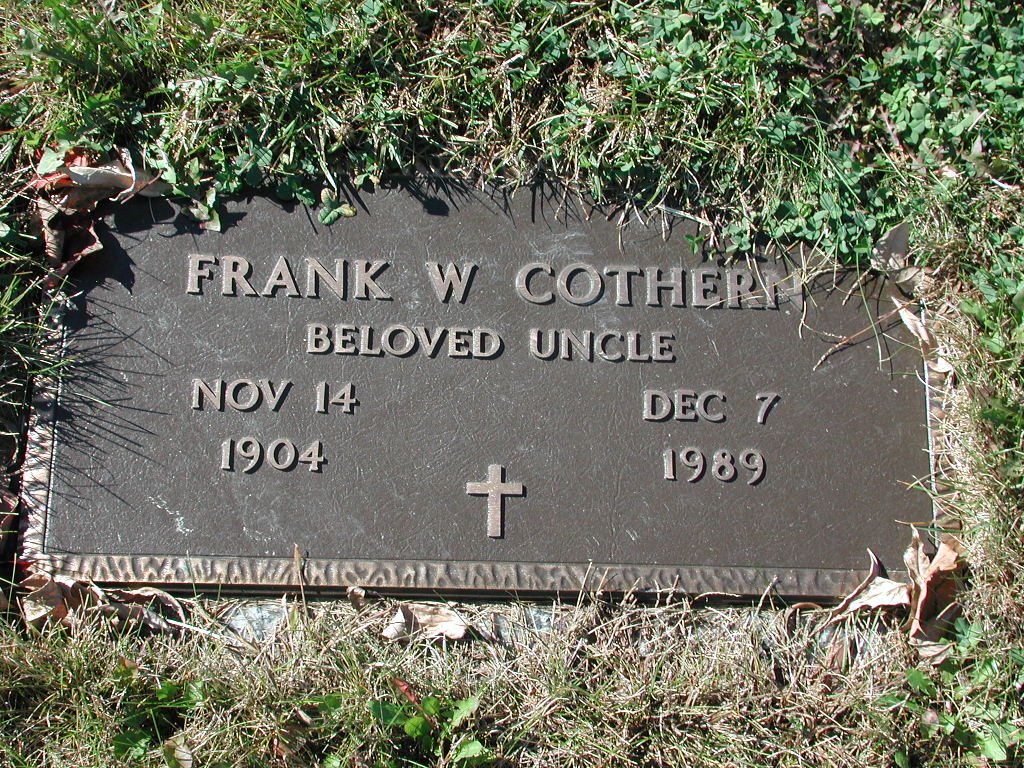 FRANK W COTHERN
BELOVED UNCLE
NOV 14 DEC 7
1904 1989